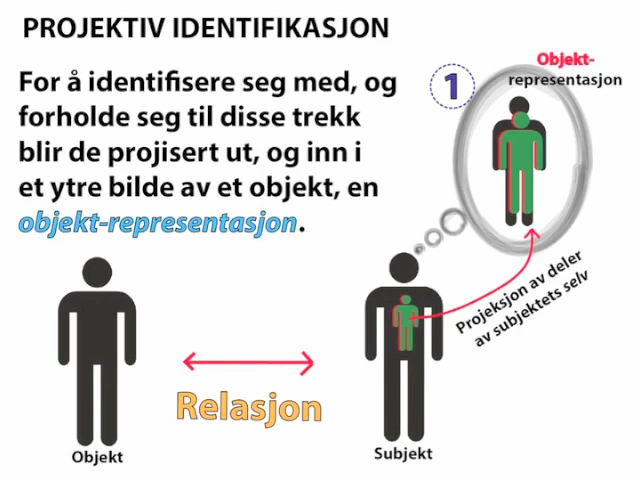 PROJEKTIV IDENTIFIKASJON
For å identifisere seg med, og
forholde seg til disse trekk
blir de projisert ut, og inn i
et ytre bilde av et objekt, en
objekt-representasjon.
1
Objekt-
representasjon
Projeksjon av deler
av subjektets selv
Relasjon
Objekt
Subjekt